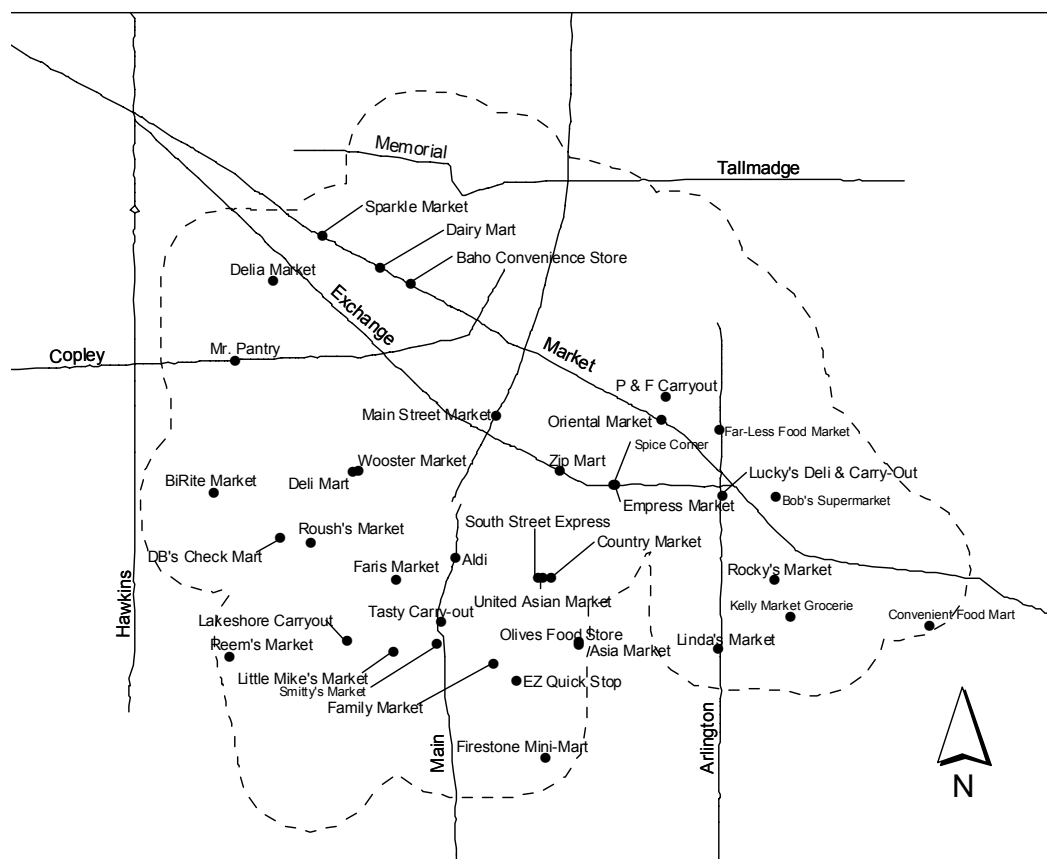 Memorial
Tallmadge
Sparkle Market
Dairy Mart
Baho Convenience Store
Delia Market
Exchange
Market
Copley
Mr. Pantry
P & F Carryout
Main Street Market
Oriental Market
Far-Less Food Market
Spice Corner
Wooster Market
Zip Mart
Deli Mart
BiRite Market
Lucky's Deli & Carry-Out
Empress Market
Bob's Supermarket
South Street Express
Roush's Market
Country Market
DB's Check Mart
Aldi
Faris Market
Rocky's Market
United Asian Market
Hawkins
Tasty Carry-out
Kelly Market Grocerie
Convenient Food Mart
Lakeshore Carryout
Olives Food Store
Reem's Market
Asia Market
Linda's Market
Little Mike's Market
Smitty's Market
EZ Quick Stop
Family Market
Main
Arlington
Firestone Mini-Mart
N